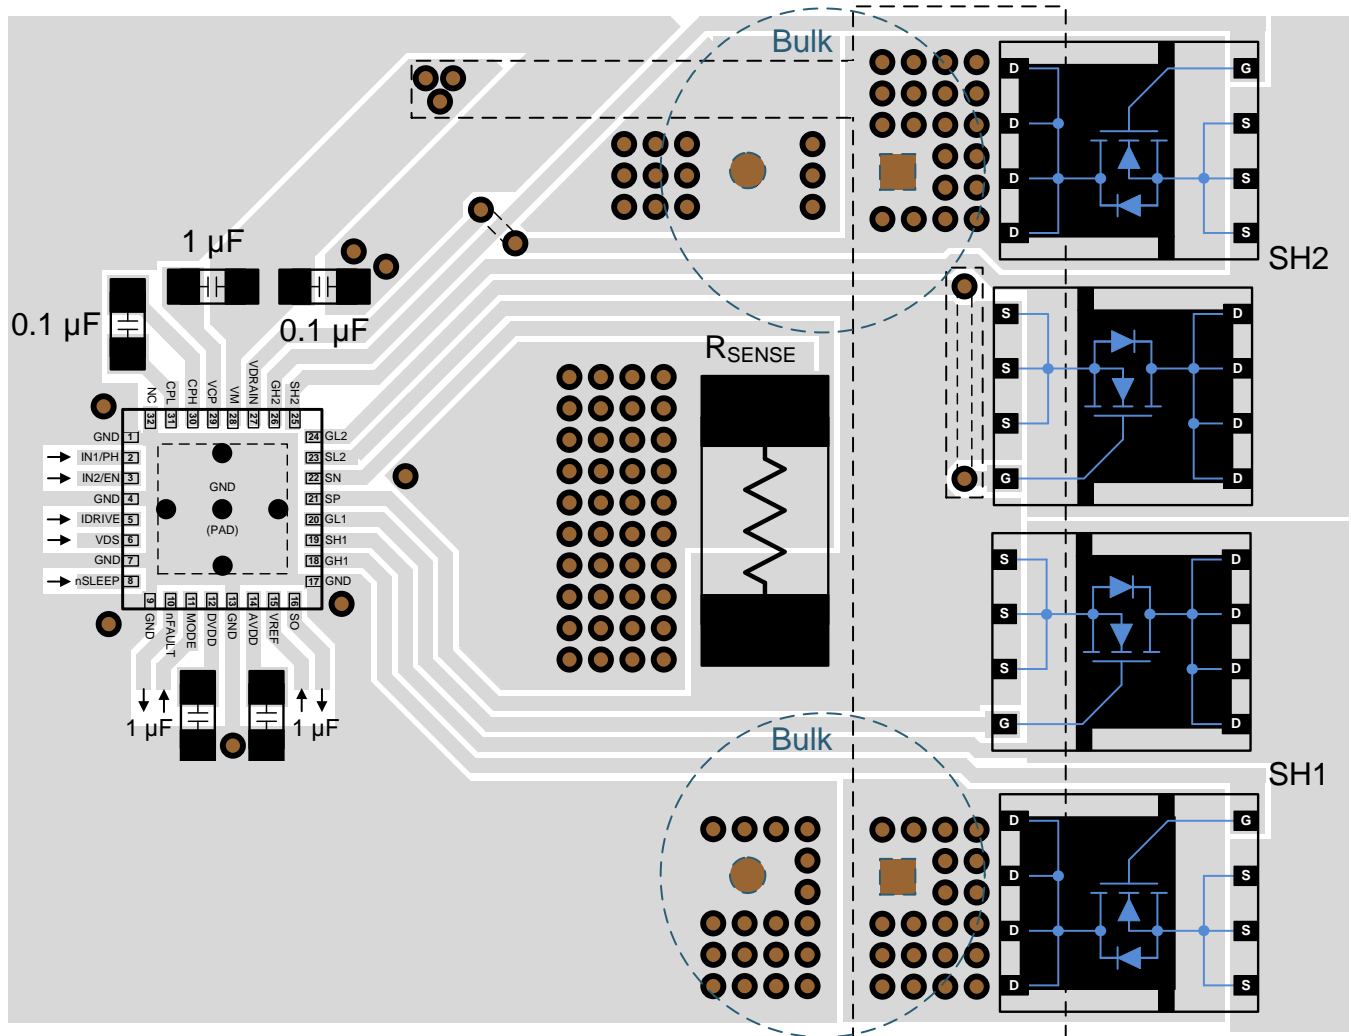 Bulk
D
G
D
S
D
S
D
S
SH2
1 µF
0.1 µF
0.1 µF
RSENSE
S
D
S
D
S
D
G
D
NC
CPL
CPH
VCP
VM
VDRAIN
GH2
SH2
32
31
30
29
28
27
26
25
GND 1
IN1/PH 2
IN2/EN 3
GND 4
IDRIVE 5
VDS 6
GND 7
nSLEEP 8
GND
(PAD)
24 GL2
23 SL2
22 SN
21 SP
20 GL1
19 SH1
18 GH1
17 GND
9
10
11
12
13
14
15
16
GND
nFAULT
MODE
DVDD
GND
AVDD
VREF
SO
1 µF
1 µF
S
D
S
D
S
D
G
D
Bulk
SH1
D
G
D
S
D
S
D
S